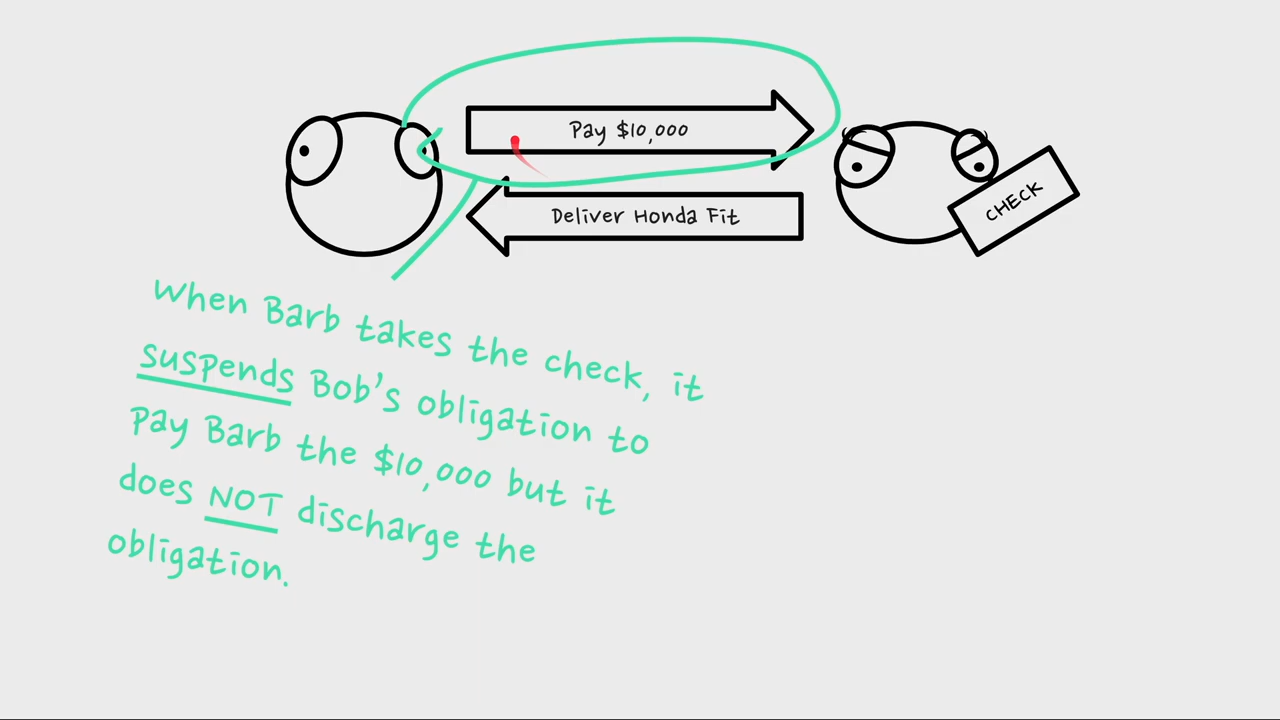 Pay $10,000
CHECK
Deliver Honda Fit
When Barb takes the check, it
suspends Bob's obligation to
pay Barb the $10,000 but it
does NOT discharge the
obligation.